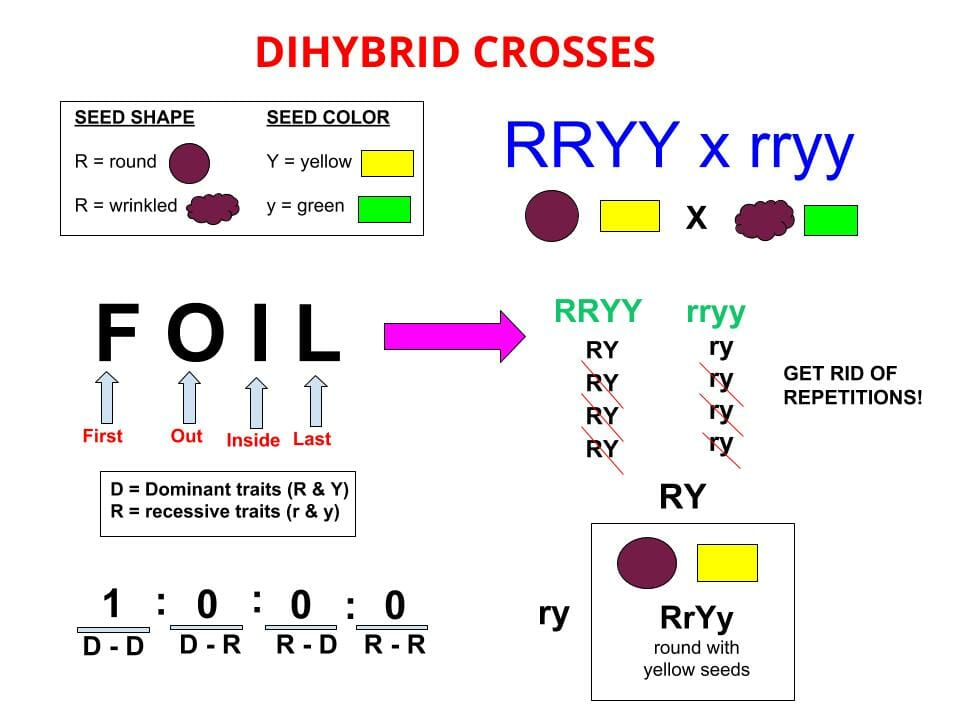 DIHYBRID CROSSES
SEED SHAPE
R = round
R = wrinkled
SEED COLOR
Y = yellow
y = green
RRYY x rryy
X
F O I L
First Out Inside Last
D = Dominant traits (R & Y)
R = recessive traits (r & y)
1 : 0 : 0 : 0
D - D D - R R - D R - R
RRYY rryy
RY ry
RY ry
RY ry
RY ry
GET RID OF
REPETITIONS!
RY
ry
RrYy
round with
yellow seeds